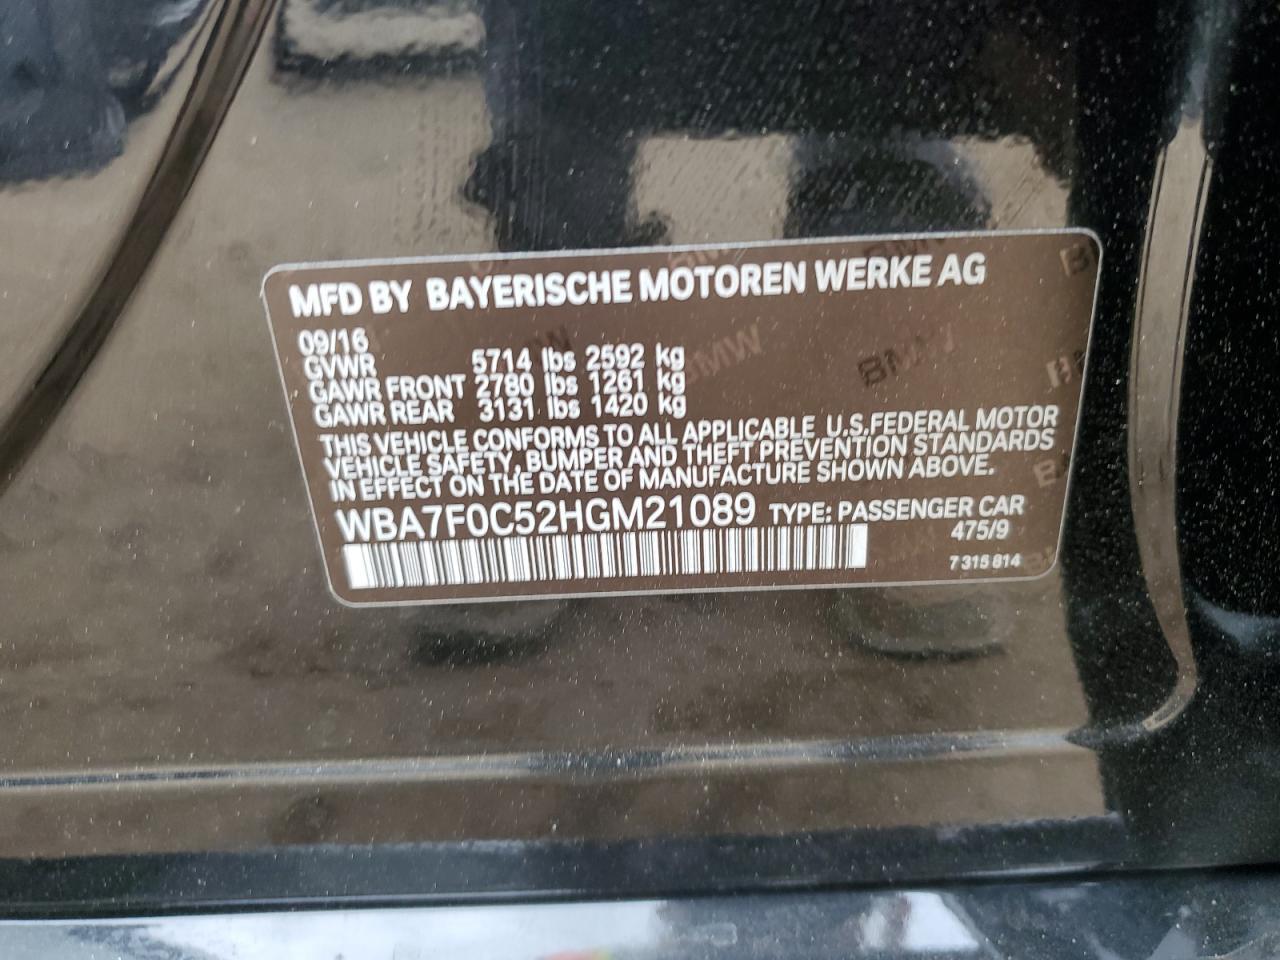 MFD BY BAYERISCHE MOTOREN WERKE AG
09/16
GVWR 5714 lbs 2592 kg
GAWR FRONT 2780 lbs 1261 kg
GAWR REAR 3131 lbs 1420 kg
THIS VEHICLE CONFORMS TO ALL APPLICABLE U.S.FEDERAL MOTOR
VEHICLE SAFETY, BUMPER AND THEFT PREVENTION STANDARDS
IN EFFECT ON THE DATE OF MANUFACTURE SHOWN ABOVE.
WBA7F0C52HGM21089 TYPE: PASSENGER CAR
475/9
7 315 814